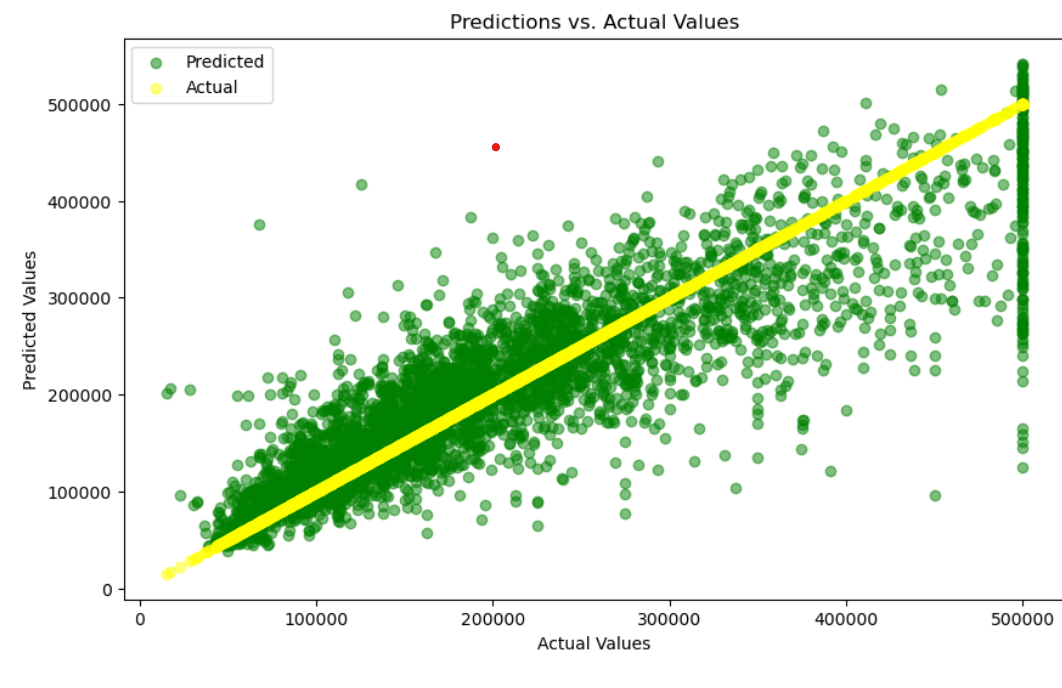 Predictions vs. Actual Values
Predicted
Actual
500000
400000
300000
200000
100000
0
Predicted Values
0 100000 200000 300000 400000 500000
Actual Values